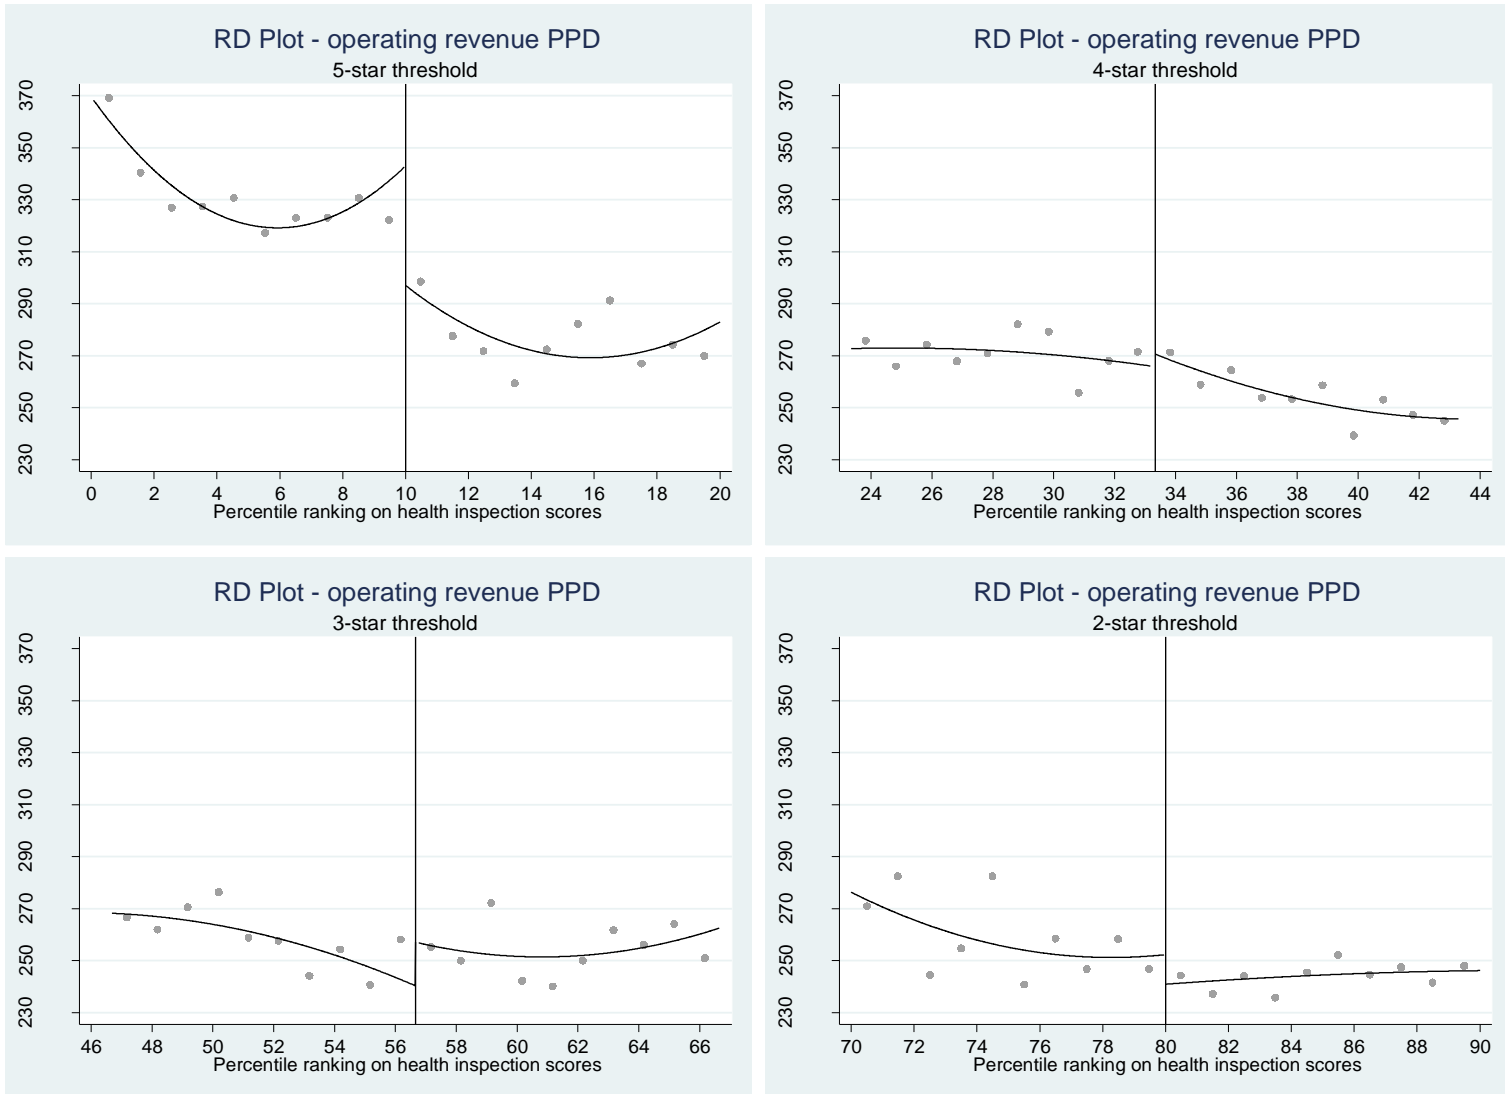 RD Plot - operating revenue PPD
5-star threshold
370
350
330
310
290
270
250
230
0 2 4 6 8 10 12 14 16 18 20
Percentile ranking on health inspection scores
RD Plot - operating revenue PPD
4-star threshold
370
350
330
310
290
270
250
230
24 26 28 30 32 34 36 38 40 42 44
Percentile ranking on health inspection scores
RD Plot - operating revenue PPD
3-star threshold
370
350
330
310
290
270
250
230
46 48 50 52 54 56 58 60 62 64 66
Percentile ranking on health inspection scores
RD Plot - operating revenue PPD
2-star threshold
370
350
330
310
290
270
250
230
70 72 74 76 78 80 82 84 86 88 90
Percentile ranking on health inspection scores